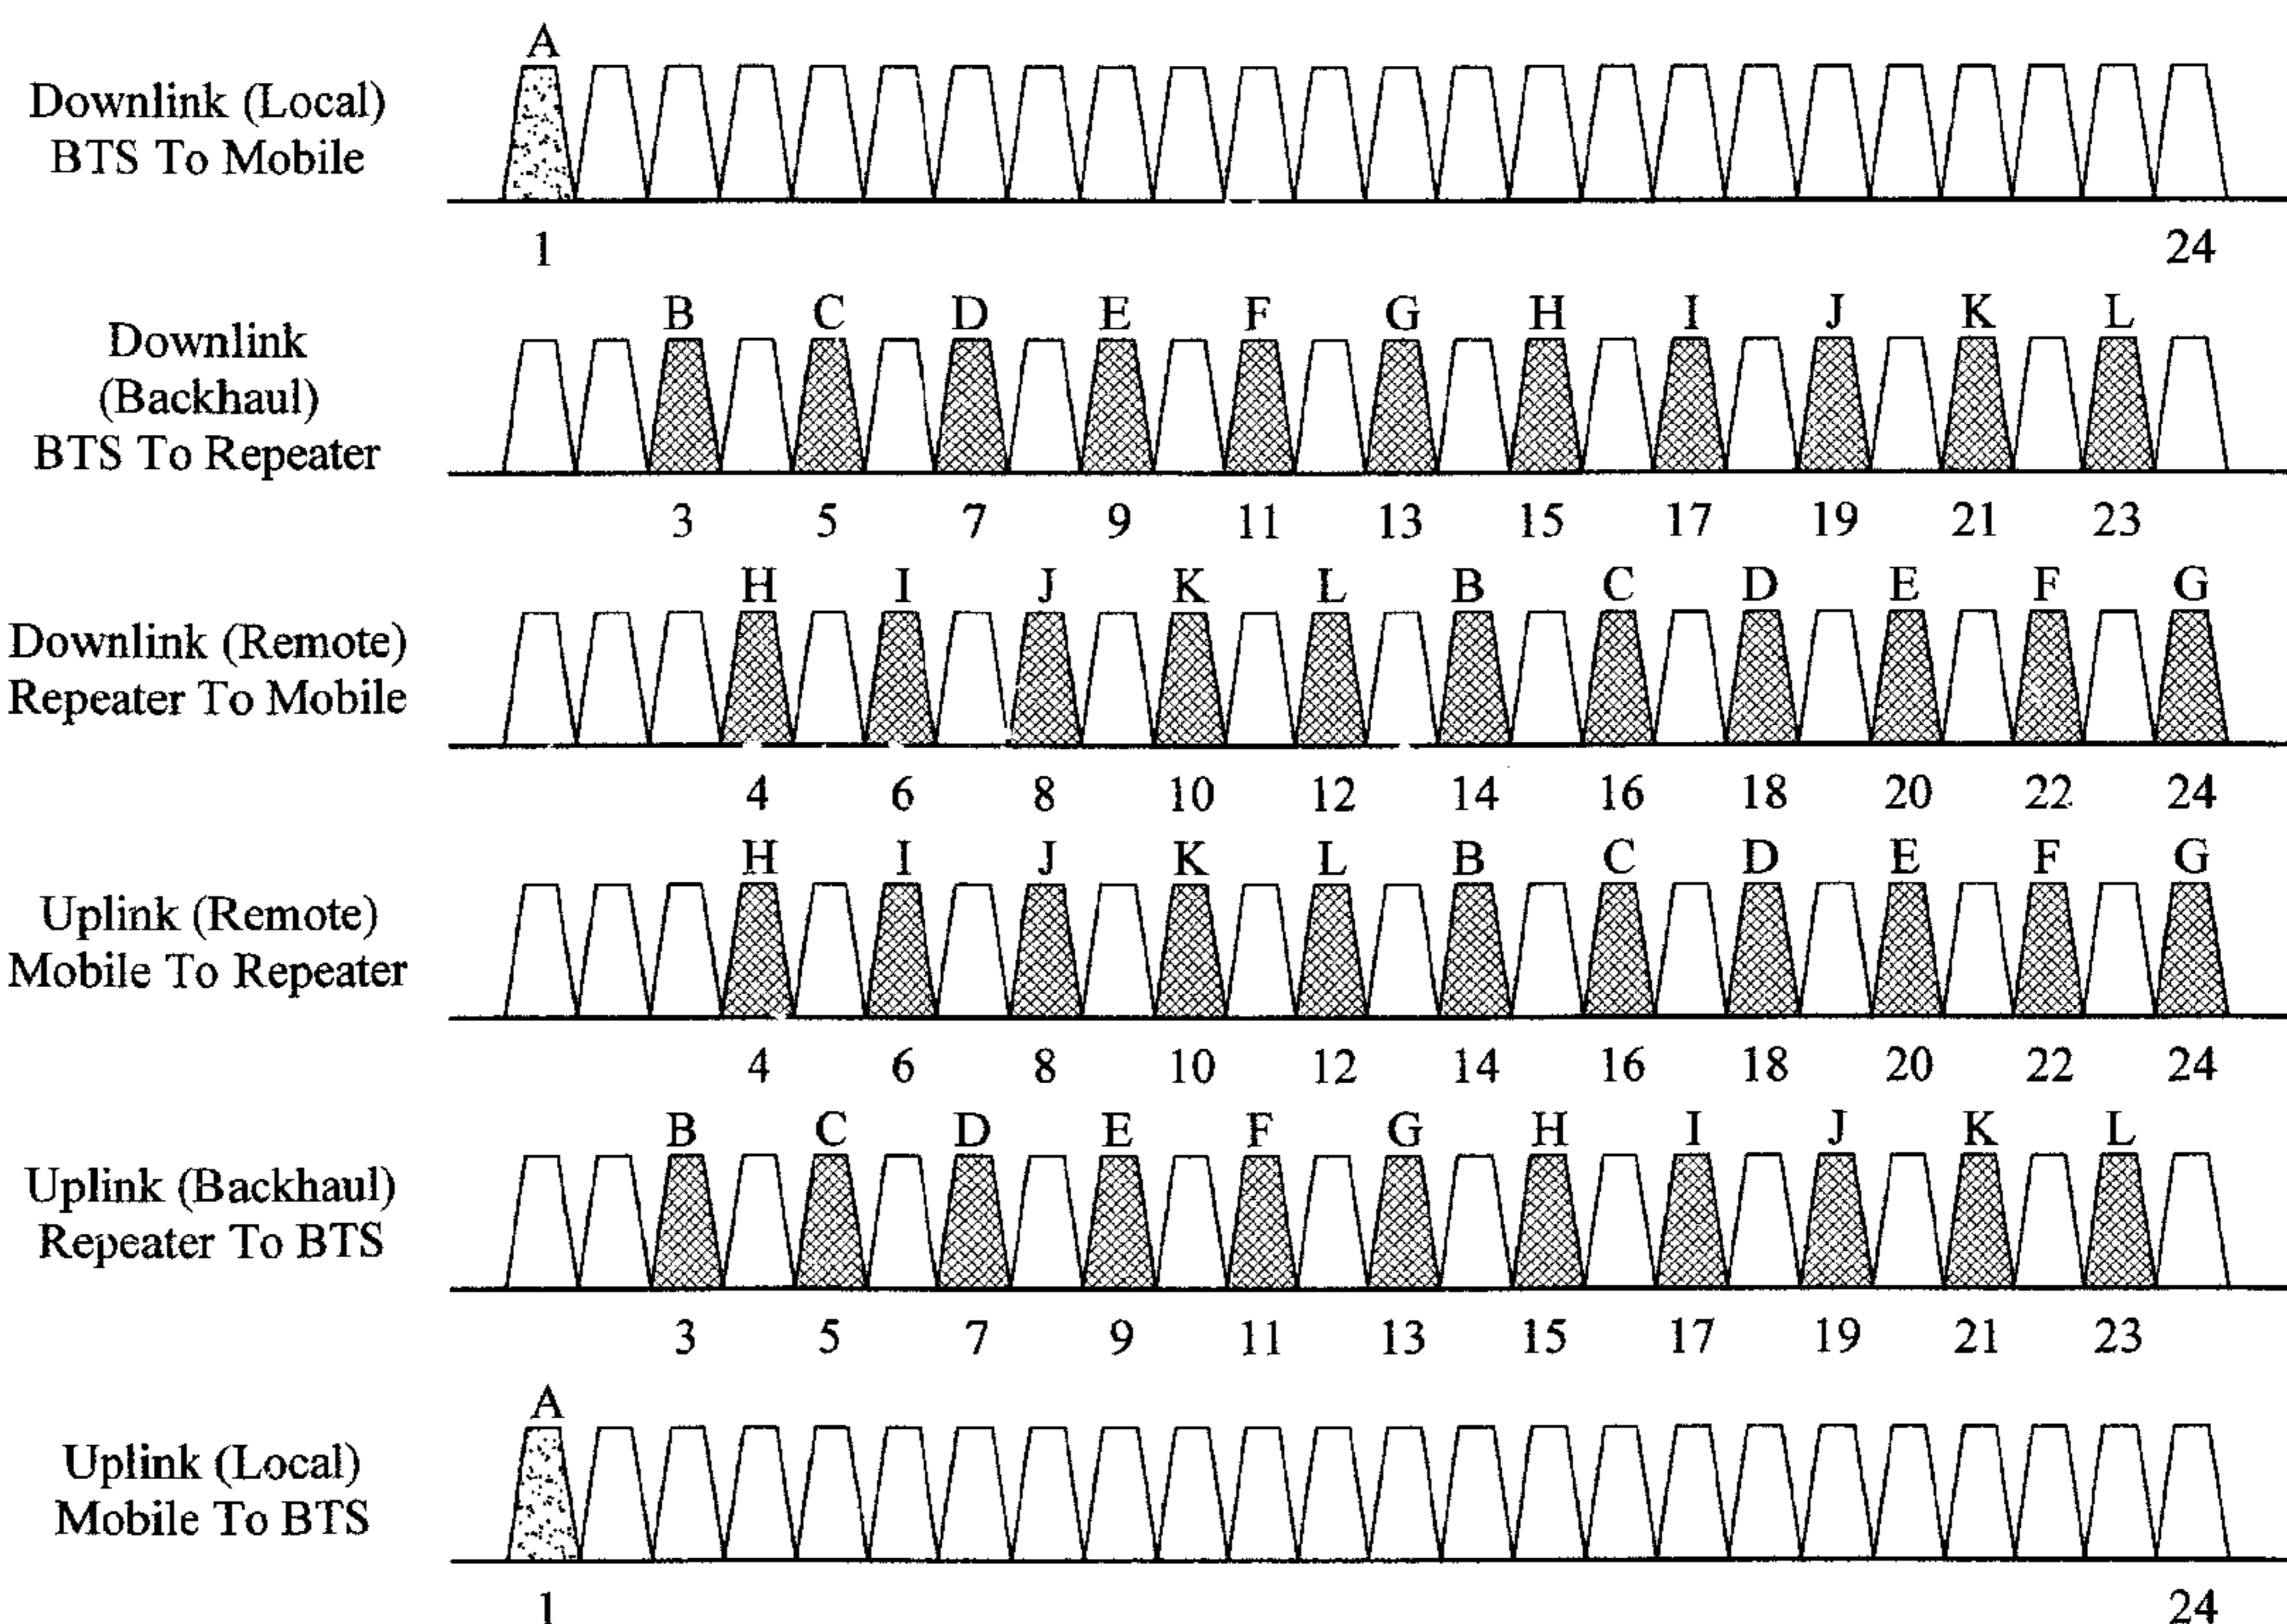 A
Downlink (Local)
BTS To Mobile
1 24
B C D E F G H I J K L
Downlink
(Backhaul)
BTS To Repeater
3 5 7 9 11 13 15 17 19 21 23
H I J K L B C D E F G
Downlink (Remote)
Repeater To Mobile
4 6 8 10 12 14 16 18 20 22 24
H I J K L B C D E F G
Uplink (Remote)
Mobile To Repeater
4 6 8 10 12 14 16 18 20 22 24
B C D E F G H I J K L
Uplink (Backhaul)
Repeater To BTS
3 5 7 9 11 13 15 17 19 21 23
A
Uplink (Local)
Mobile To BTS
1 24